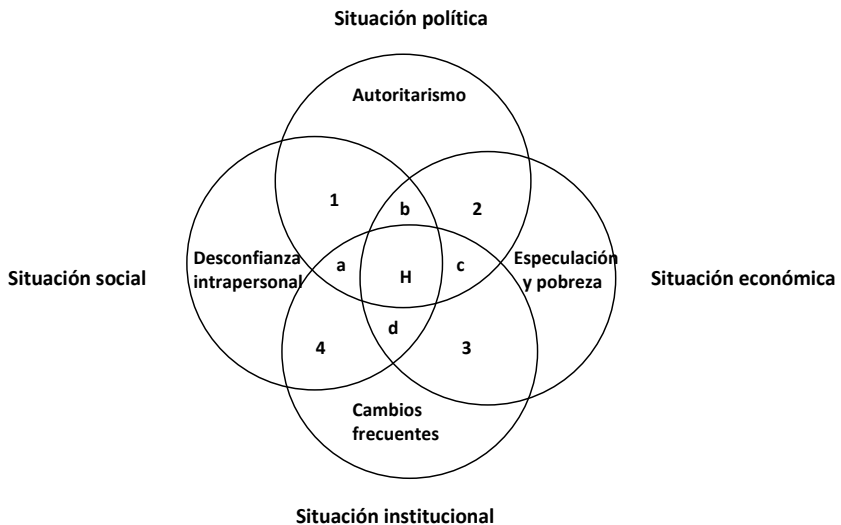 Situación política
Autoritarismo
1
b
2
Desconfianza
intrapersonal
a
H
c
Especulación
y pobreza
Situación social
Situación económica
d
4
3
Cambios
frecuentes
Situación institucional